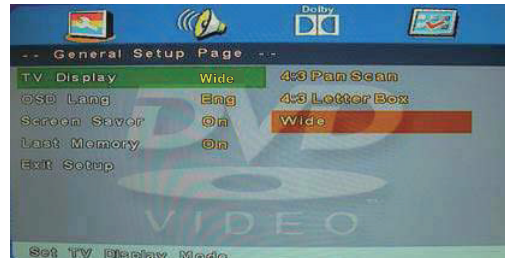 Dolby
-- General Setup Page --
TV Display Wide 4:3 Pan Scan
OSD Lang Eng 4:3 Letter Box
Screen Saver On Wide
Last Memory On
Exit Setup
DVD
VIDEO
Set TV Display Mode